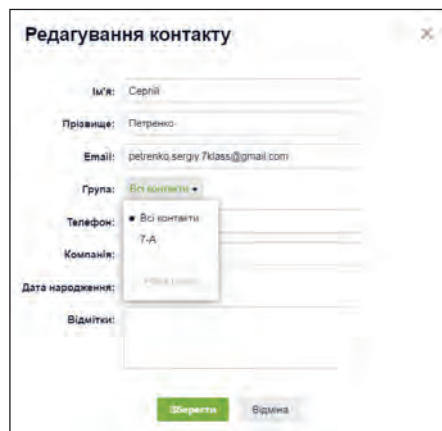 Редагування контакту
Ім'я: Сергій
Прізвище: Петренко
Email: petrenko.sergiy.7klass@gmail.com
Група: Всі контакти
Телефон: • Всі контакти
7-А
Компанія:
Дата народження:
Відмітки:
Зберегти Відміна